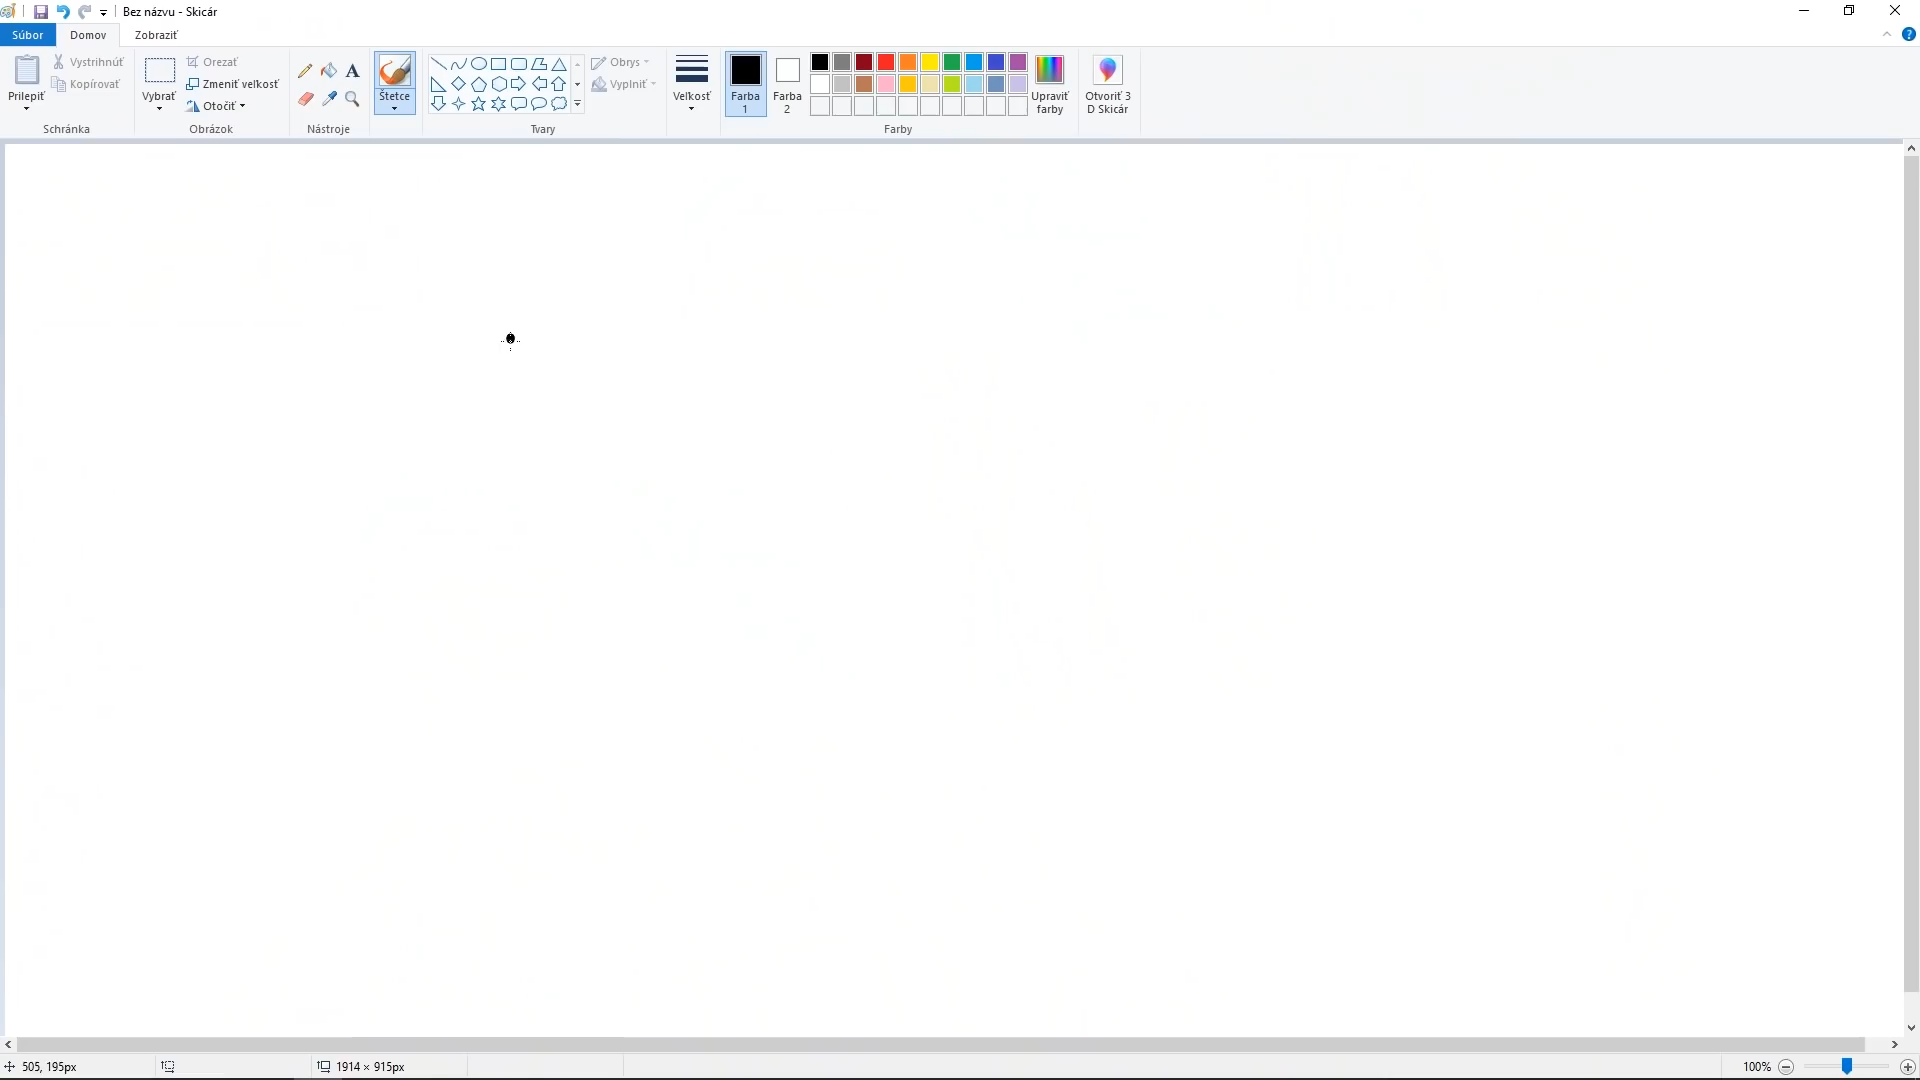 Bez názvu - Skicár
Súbor Domov Zobraziť
Prilepiť
Vystrihnúť
Kopírovať
Schránka
Vybrať
Orezať
Zmeniť veľkosť
Otočiť
Obrázok
A
Nástroje
Štetce
Tvary
Obrys
Vyplniť
Veľkosť
Farba
1
Farba
2
Farby
Upraviť
farby
Otvoriť 3
D Skicár
505, 195px
1914 × 915px
100%